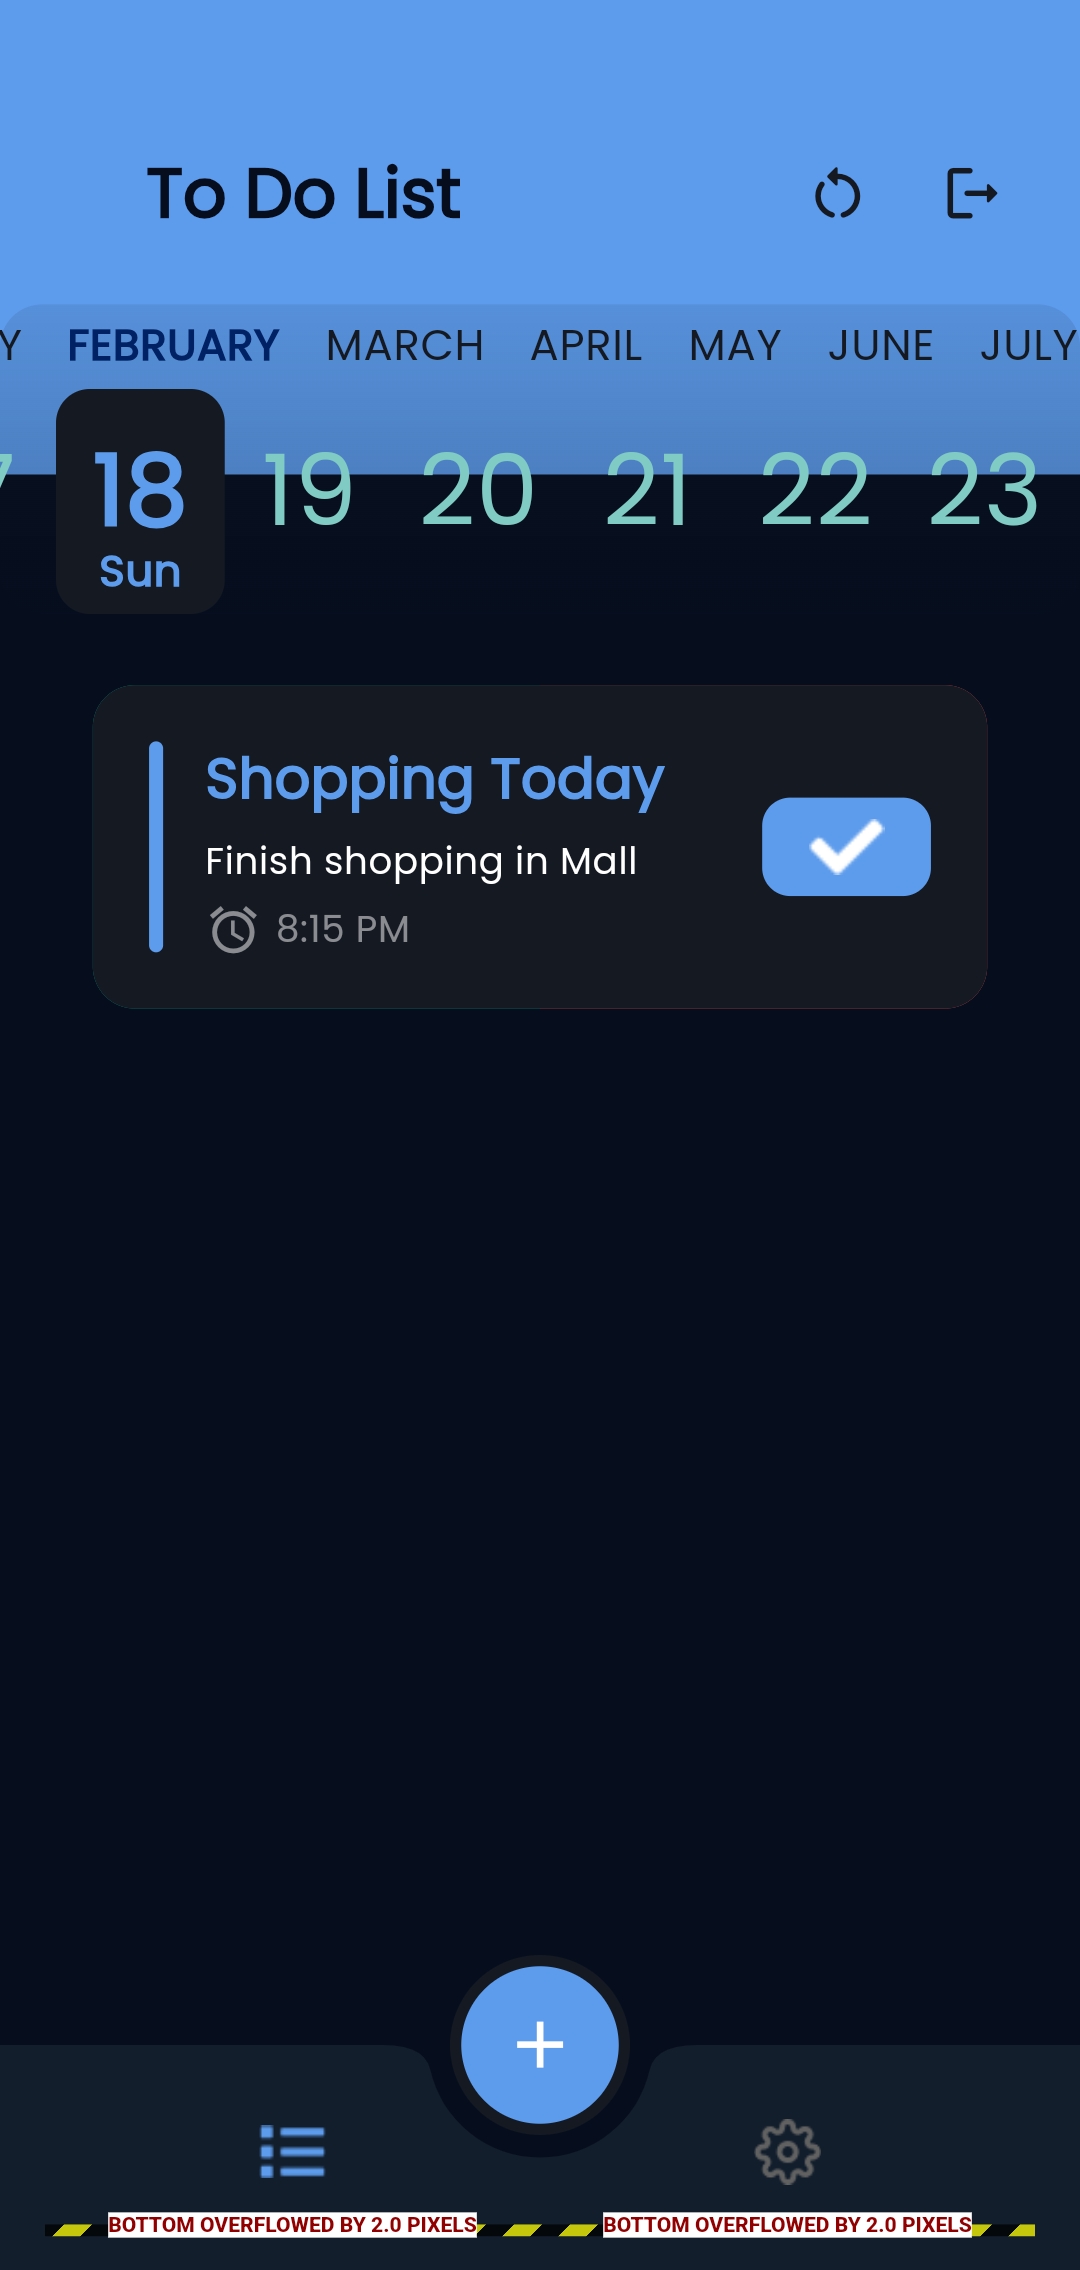 To Do List
Y FEBRUARY MARCH APRIL MAY JUNE JULY
7 18 19 20 21 22 23
Sun
Shopping Today
Finish shopping in Mall
8:15 PM
BOTTOM OVERFLOWED BY 2.0 PIXELS BOTTOM OVERFLOWED BY 2.0 PIXELS